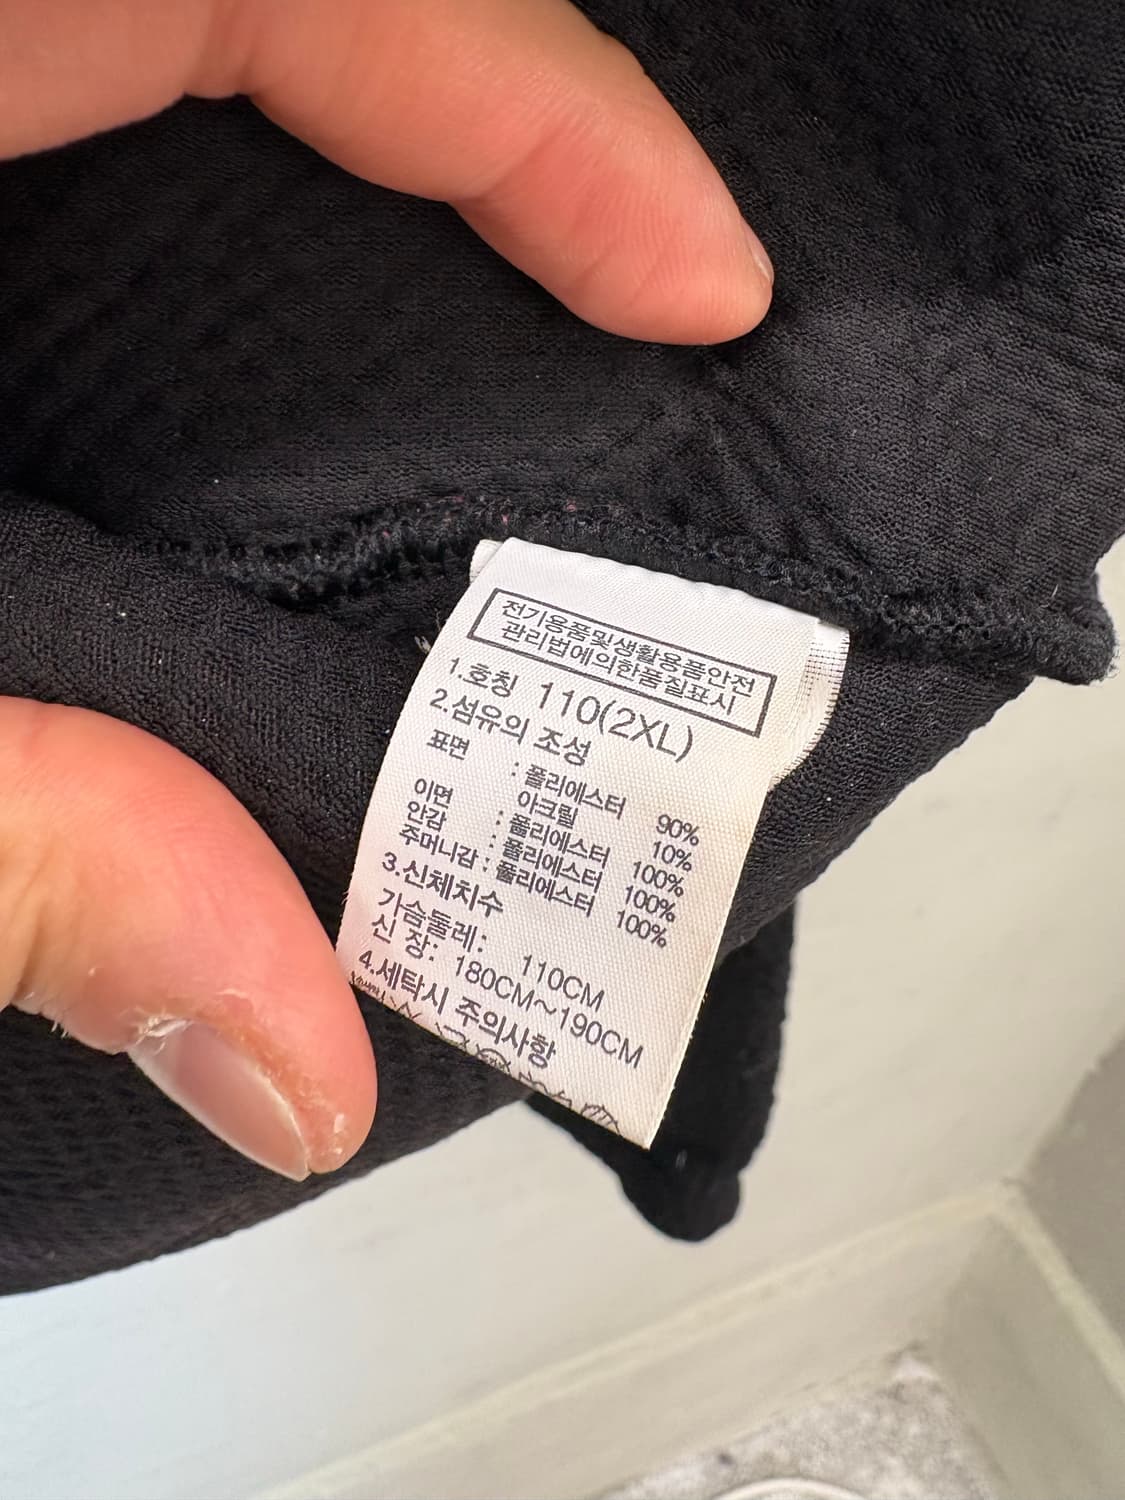 전기용품및생활용품안전
관리법에의한품질표시
1.호칭 110(2XL)
2.섬유의 조성
표면 : 폴리에스터 90%
아크릴 10%
이면 : 폴리에스터 100%
안감 : 폴리에스터 100%
주머니감 : 폴리에스터 100%
3.신체치수
가슴둘레: 110CM
신 장: 180CM~190CM
4.세탁시 주의사항